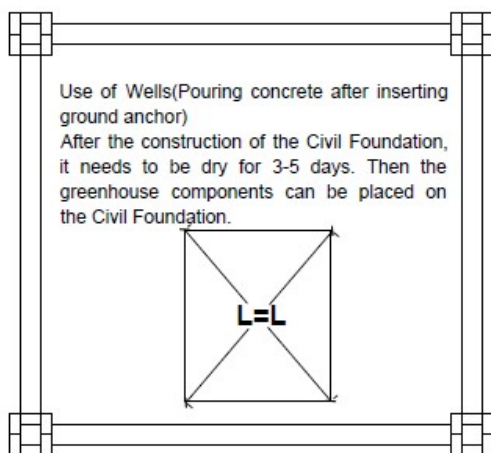 Use of Wells(Pouring concrete after inserting
ground anchor)
After the construction of the Civil Foundation,
it needs to be dry for 3-5 days. Then the
greenhouse components can be placed on
the Civil Foundation.
L=L